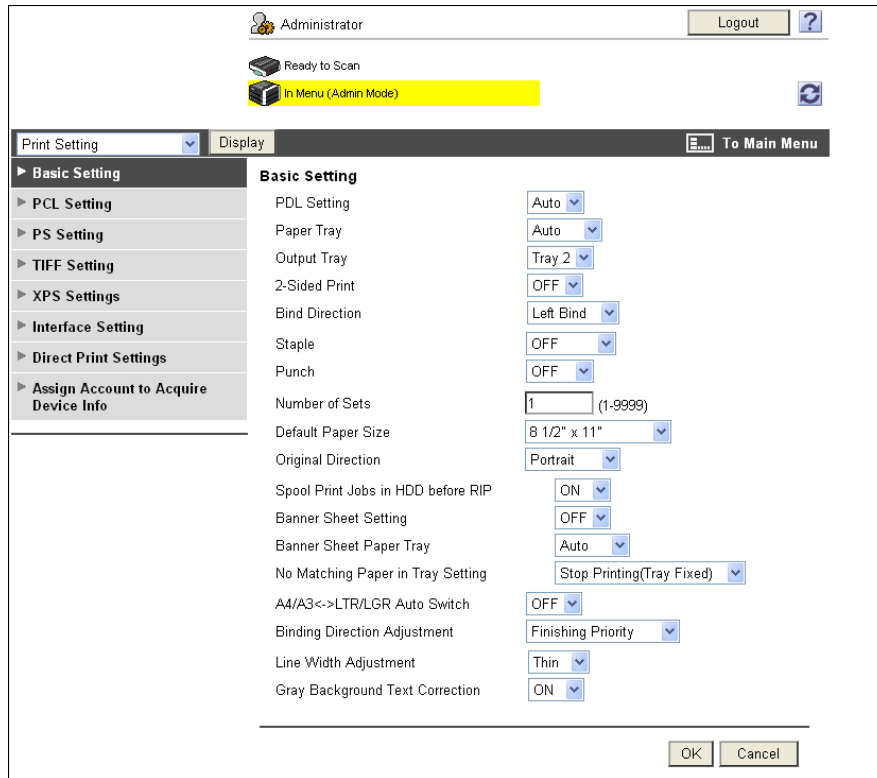 Administrator
Logout
?
Ready to Scan
In Menu (Admin Mode)
Print Setting
Display
To Main Menu
Basic Setting
PCL Setting
PS Setting
TIFF Setting
XPS Settings
Interface Setting
Direct Print Settings
Assign Account to Acquire
Device Info
Basic Setting
PDL Setting Auto
Paper Tray Auto
Output Tray Tray 2
2-Sided Print OFF
Bind Direction Left Bind
Staple OFF
Punch OFF
Number of Sets 1 (1-9999)
Default Paper Size 8 1/2" x 11"
Original Direction Portrait
Spool Print Jobs in HDD before RIP ON
Banner Sheet Setting OFF
Banner Sheet Paper Tray Auto
No Matching Paper in Tray Setting Stop Printing(Tray Fixed)
A4/A3<->LTR/LGR Auto Switch OFF
Binding Direction Adjustment Finishing Priority
Line Width Adjustment Thin
Gray Background Text Correction ON
OK Cancel